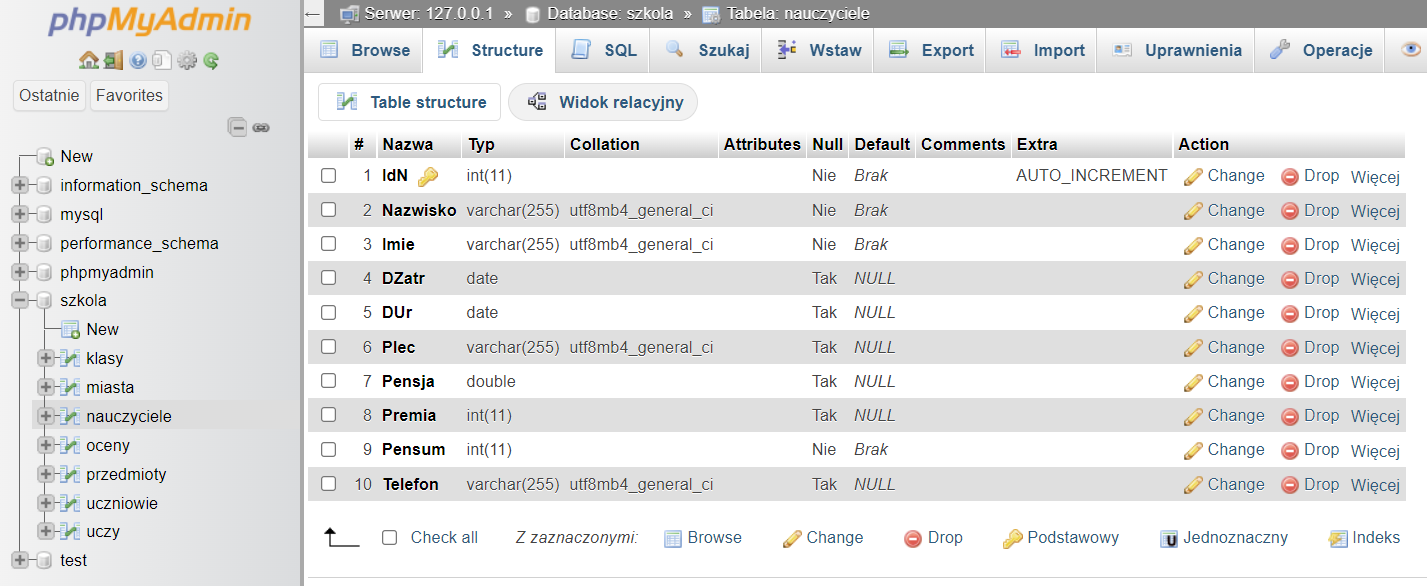 phpMyAdmin
Ostatnie Favorites
New
information_schema
mysql
performance_schema
phpmyadmin
szkola
New
klasy
miasta
nauczyciele
oceny
przedmioty
uczniowie
uczy
test
Serwer: 127.0.0.1 » Database: szkola » Tabela: nauczyciele
Browse Structure SQL Szukaj Wstaw Export Import Uprawnienia Operacje
Table structure Widok relacyjny
# Nazwa Typ Collation Attributes Null Default Comments Extra Action
1 IdN int(11) Nie Brak AUTO_INCREMENT Change Drop Więcej
2 Nazwisko varchar(255) utf8mb4_general_ci Nie Brak Change Drop Więcej
3 Imie varchar(255) utf8mb4_general_ci Nie Brak Change Drop Więcej
4 DZatr date Tak NULL Change Drop Więcej
5 DUr date Tak NULL Change Drop Więcej
6 Plec varchar(255) utf8mb4_general_ci Tak NULL Change Drop Więcej
7 Pensja double Tak NULL Change Drop Więcej
8 Premia int(11) Tak NULL Change Drop Więcej
9 Pensum int(11) Nie Brak Change Drop Więcej
10 Telefon varchar(255) utf8mb4_general_ci Tak NULL Change Drop Więcej
Check all Z zaznaczonymi: Browse Change Drop Podstawowy Jednoznaczny Indeks